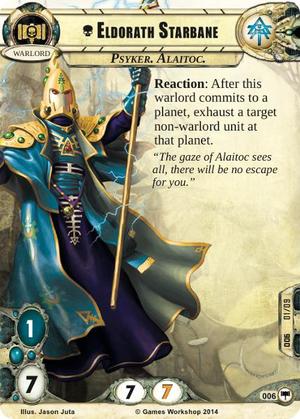 Eldorath Starbane
WARLORD
Psyker. Alaitoc.
Reaction: After this
warlord commits to a
planet, exhaust a target
non-warlord unit at
that planet.
“The gaze of Alaitoc sees
all, there will be no escape
for you.”
1
7
7
7
006 01/09
006
Illus. Jason Juta
© Games Workshop 2014